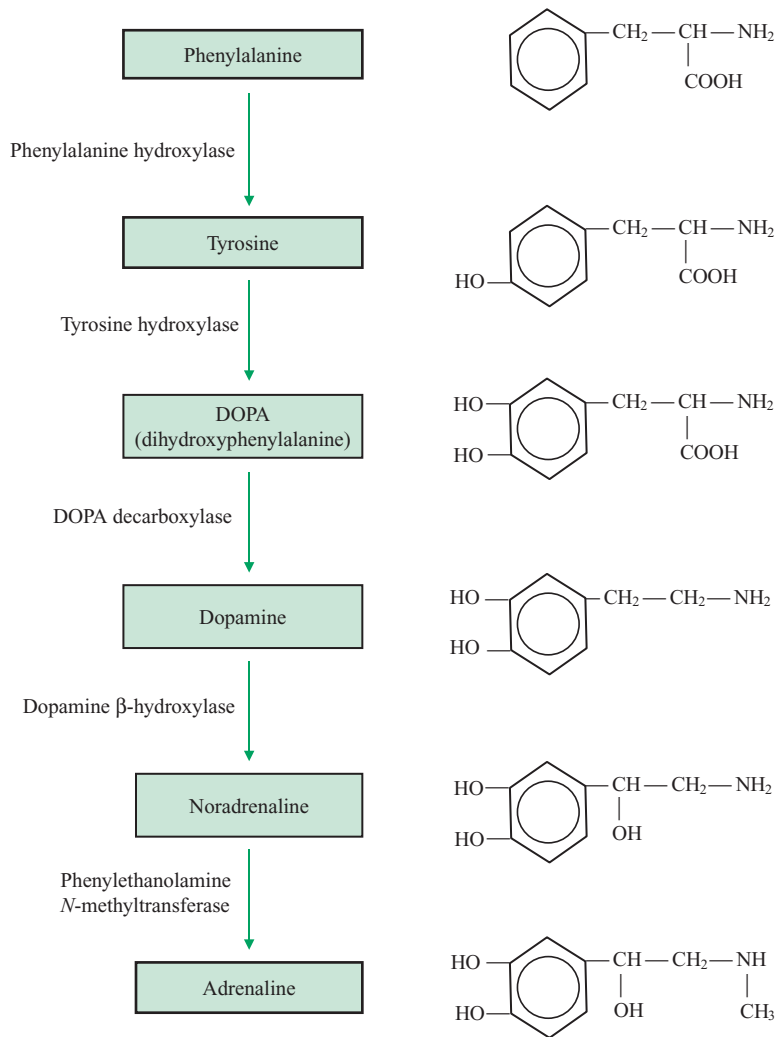 Phenylalanine
CH₂ — CH — NH₂
COOH
Phenylalanine hydroxylase
Tyrosine
HO
CH₂ — CH — NH₂
COOH
Tyrosine hydroxylase
DOPA
(dihydroxyphenylalanine)
HO
HO
CH₂ — CH — NH₂
COOH
DOPA decarboxylase
Dopamine
HO
HO
CH₂ — CH₂ — NH₂
Dopamine β-hydroxylase
Noradrenaline
HO
HO
CH — CH₂ — NH₂
OH
Phenylethanolamine
N-methyltransferase
Adrenaline
HO
HO
CH — CH₂ — NH
OH
CH₃